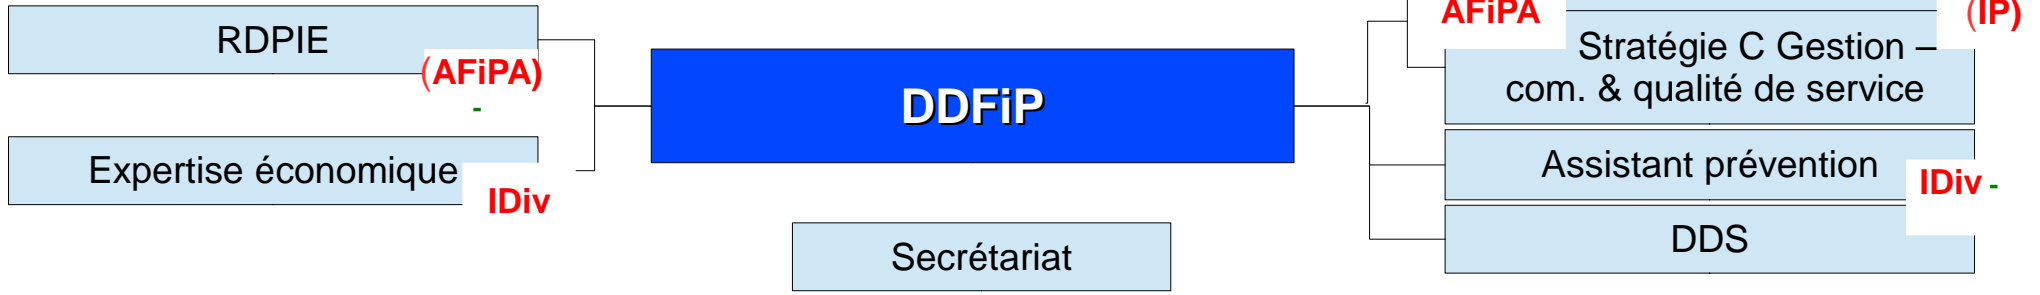 RDPIE
(AFiPA)
-
Expertise économique
IDiv
DDFiP
Secrétariat
AFiPA
(IP)
Stratégie C Gestion –
com. & qualité de service
Assistant prévention
IDiv -
DDS